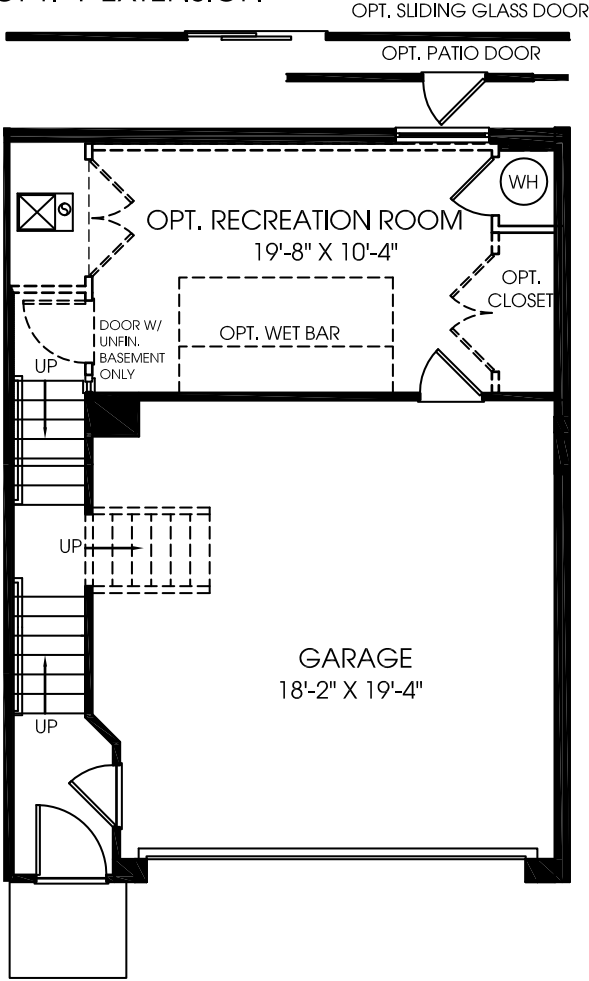 OPT. SLIDING GLASS DOOR
OPT. PATIO DOOR
WH
OPT. RECREATION ROOM
19'-8" X 10'-4"
OPT.
CLOSET
DOOR W/
UNFIN.
BASEMENT
ONLY
OPT. WET BAR
UP
UP
GARAGE
18'-2" X 19'-4"
UP